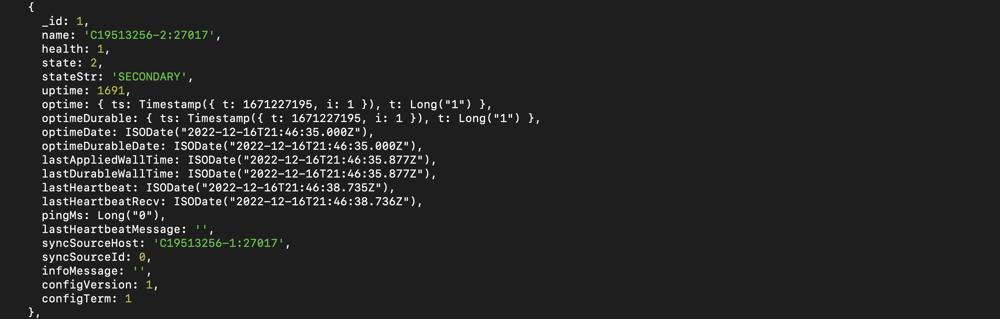 {
_id: 1,
name: 'C19513256-2:27017',
health: 1,
state: 2,
stateStr: 'SECONDARY',
uptime: 1691,
optime: { ts: Timestamp({ t: 1671227195, i: 1 }), t: Long("1") },
optimeDurable: { ts: Timestamp({ t: 1671227195, i: 1 }), t: Long("1") },
optimeDate: ISODate("2022-12-16T21:46:35.000Z"),
optimeDurableDate: ISODate("2022-12-16T21:46:35.000Z"),
lastAppliedWallTime: ISODate("2022-12-16T21:46:35.877Z"),
lastDurableWallTime: ISODate("2022-12-16T21:46:35.877Z"),
lastHeartbeat: ISODate("2022-12-16T21:46:38.735Z"),
lastHeartbeatRecv: ISODate("2022-12-16T21:46:38.736Z"),
pingMs: Long("0"),
lastHeartbeatMessage: '',
syncSourceHost: 'C19513256-1:27017',
syncSourceId: 0,
infoMessage: '',
configVersion: 1,
configTerm: 1
},